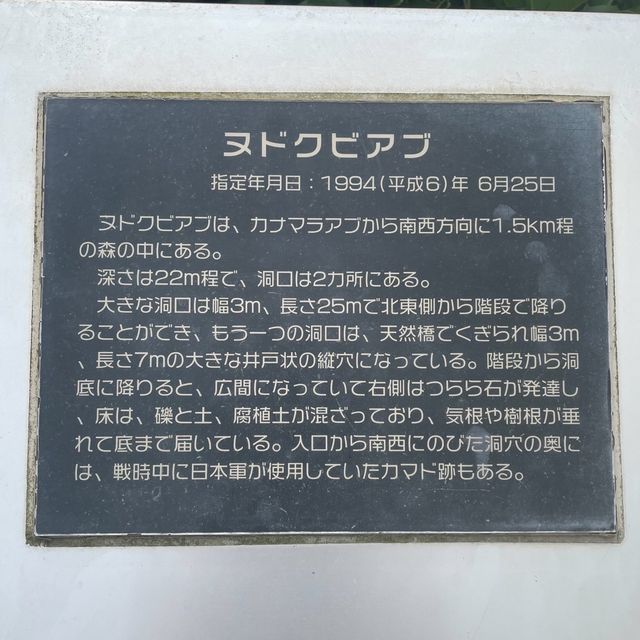 ヌドクビアブ
指定年月日：1994(平成6)年 6月25日
ヌドクビアブは、カナマラアブから南西方向に1.5km程
の森の中にある。
深さは22m程で、洞口は2カ所にある。
大きな洞口は幅3m、長さ25mで北東側から階段で降り
ることができ、もう一つの洞口は、天然橋でくぎられ幅3m
、長さ7mの大きな井戸状の縦穴になっている。階段から洞
底に降りると、広間になっていて右側はつらら石が発達し
、床は、礫と土、腐植土が混ざっており、気根や樹根が垂
れて底まで届いている。入口から南西にのびた洞穴の奥に
は、戦時中に日本軍が使用していたカマド跡もある。